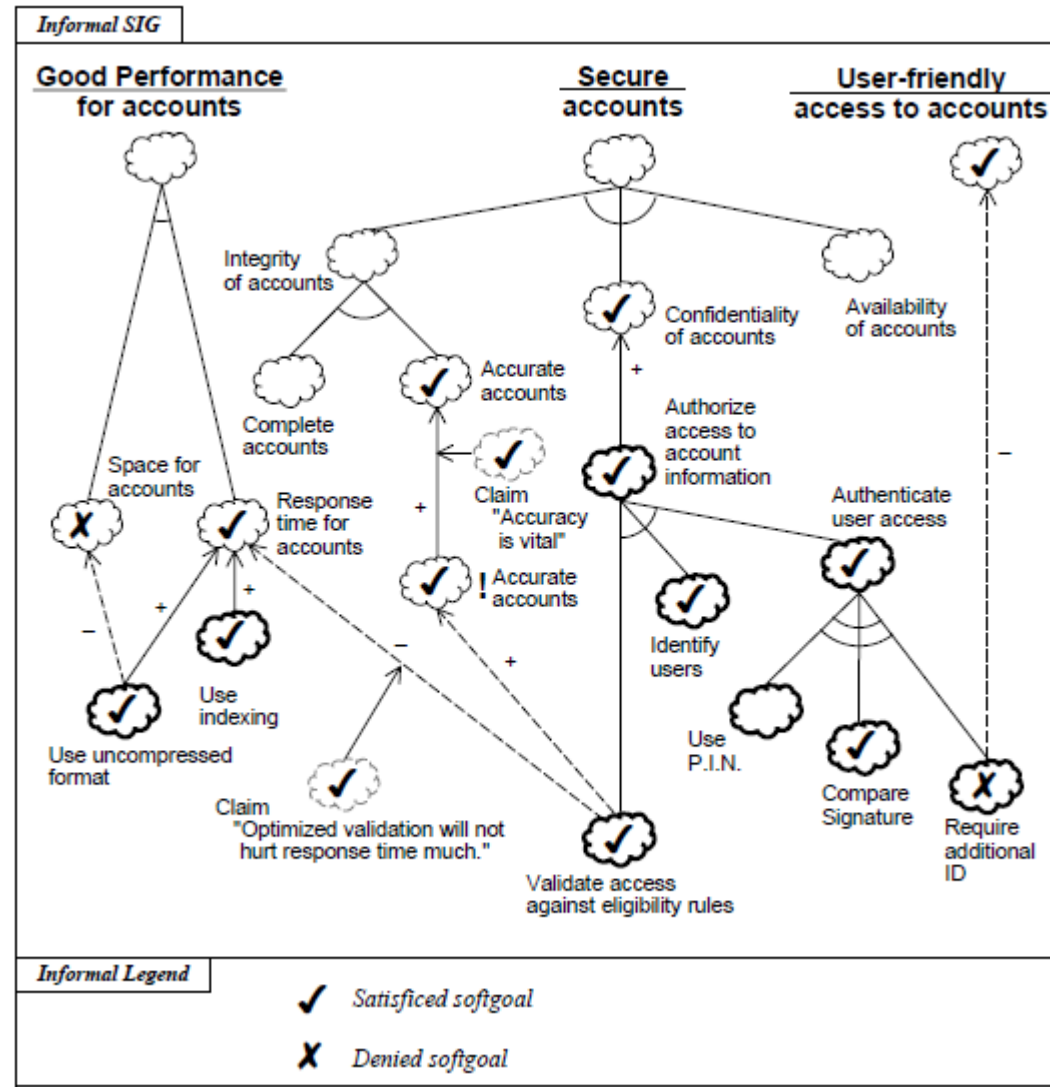 Informal SIG
Good Performance
for accounts
Secure
accounts
User-friendly
access to accounts
Integrity
of accounts
Confidentiality
of accounts
Availability
of accounts
+
Accurate
accounts
Complete
accounts
Authorize
access to
account
information
–
Space for
accounts
Response
time for
accounts
+
Claim
"Accuracy
is vital"
Authenticate
user access
! Accurate
accounts
+
+
–
–
+
Identify
users
Use
indexing
Use uncompressed
format
Use
P.I.N.
Compare
Signature
Require
additional
ID
Claim
"Optimized validation will not
hurt response time much."
Validate access
against eligibility rules
Informal Legend
Satisficed softgoal
Denied softgoal